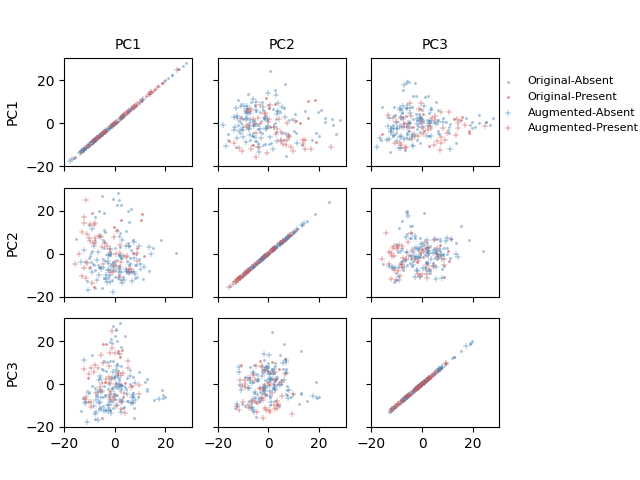 PC1 PC2 PC3
PC1
20
0
−20
Original-Absent
Original-Present
Augmented-Absent
Augmented-Present
PC2
20
0
−20
PC3
20
0
−20
−20 0 20 −20 0 20 −20 0 20